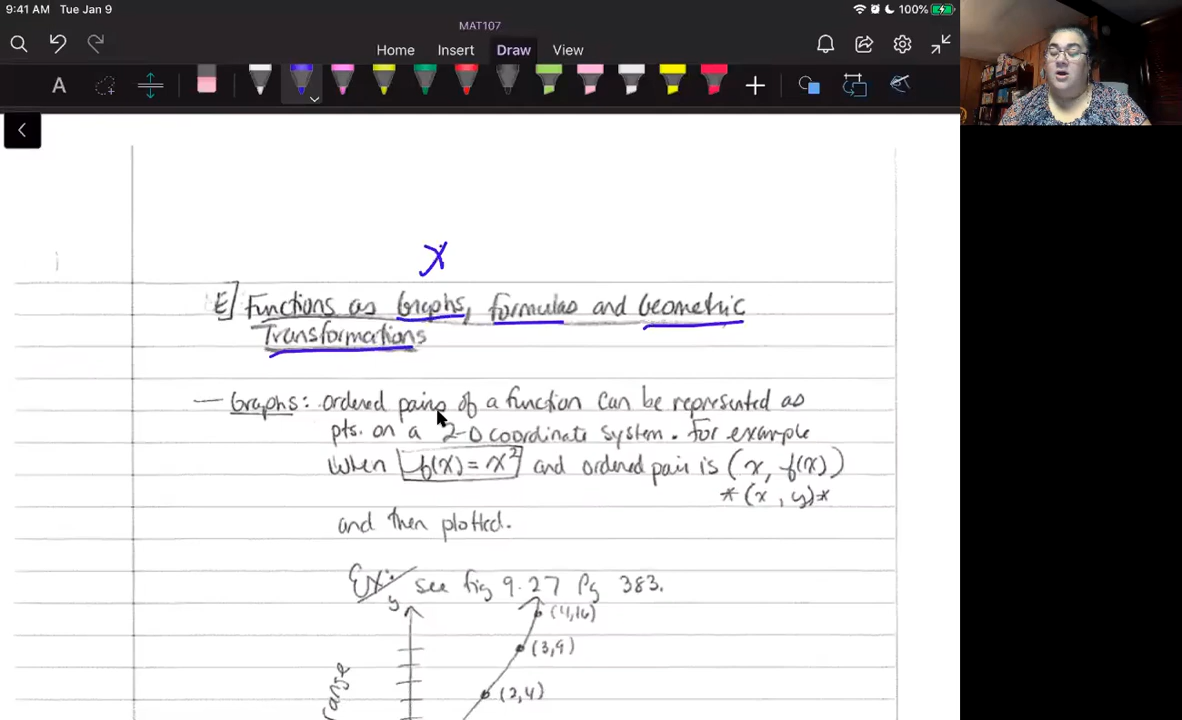 9:41 AM Tue Jan 9
100%
MAT107
Home Insert Draw View
A
x
E] Functions as Graphs, formulas and Geometric
Transformations
— Graphs: ordered pairs of a function can be represented as
pts. on a 2-D coordinate system. For example
when f(x) = x² and ordered pair is (x, f(x))
*(x, y)*
and then plotted.
Ex: see fig 9.27 Pg 383.
y
(4,16)
(3,9)
(2,4)
range